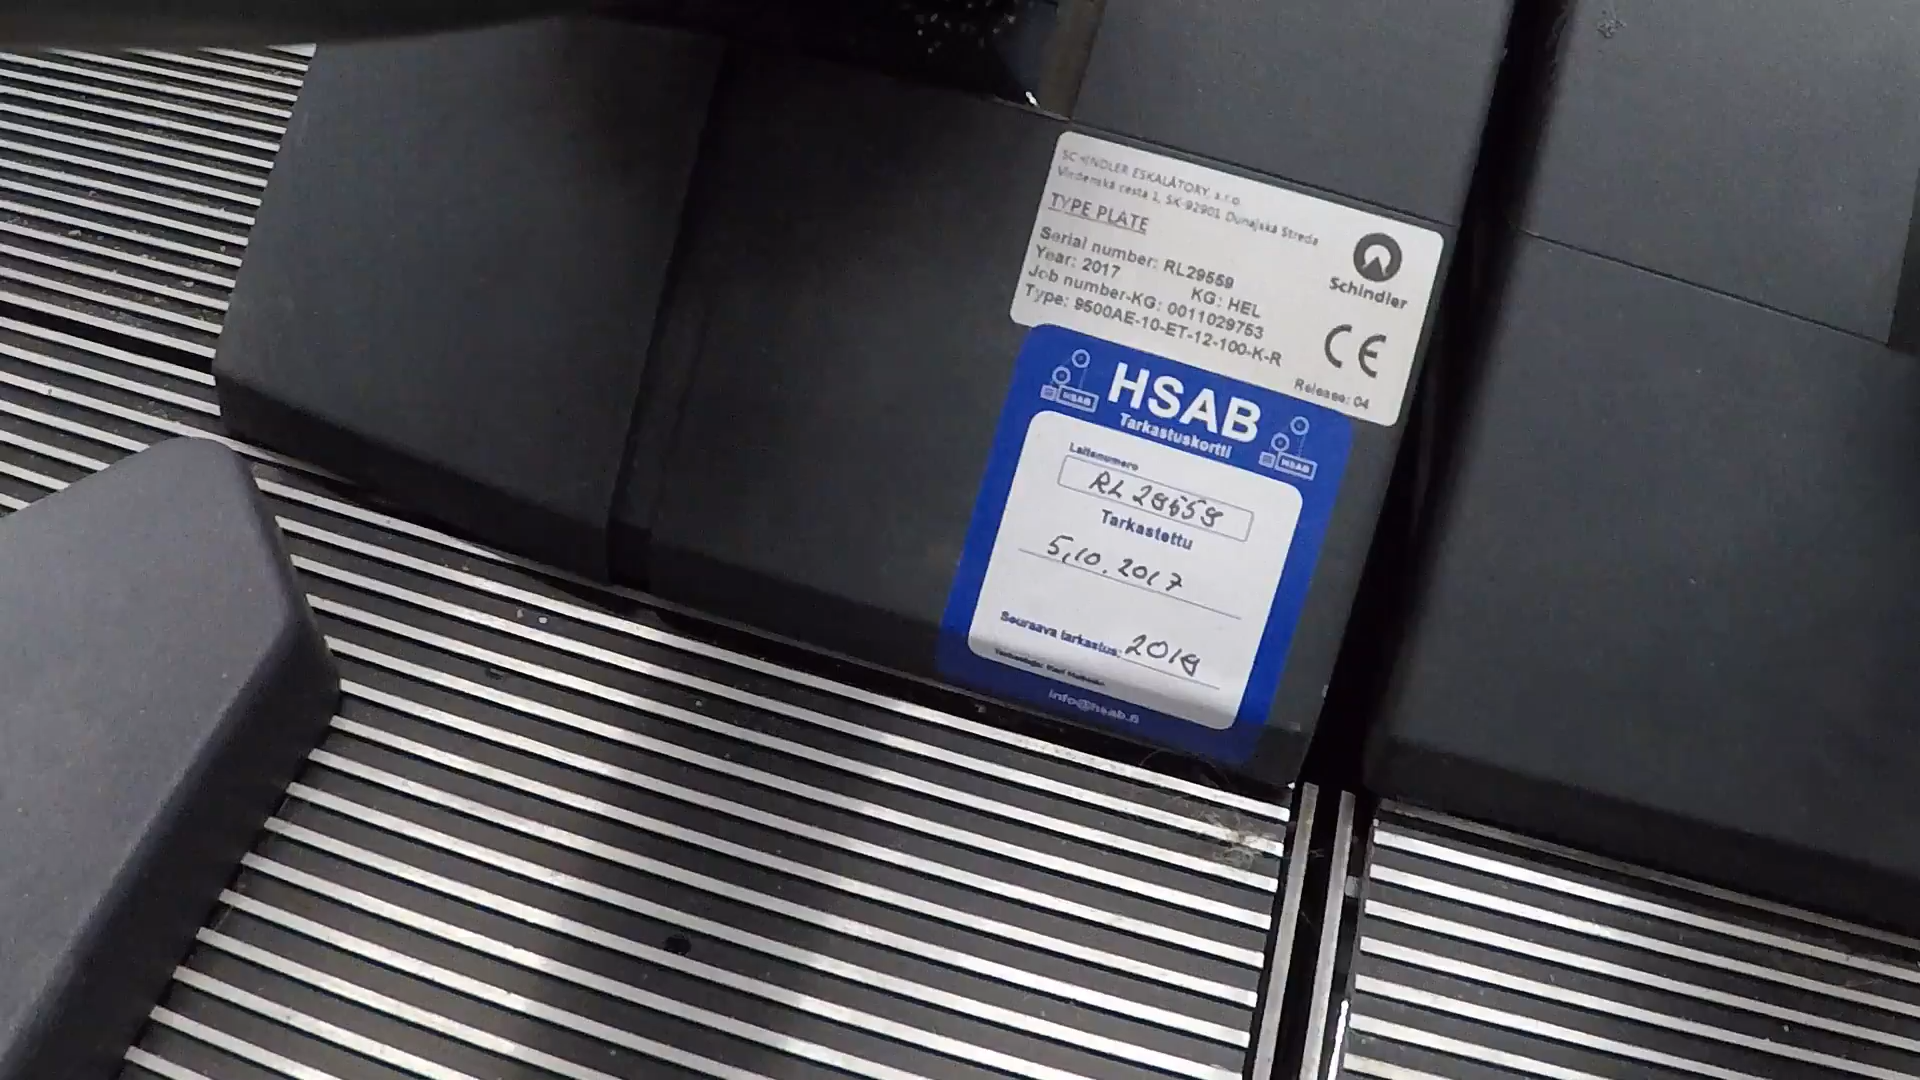 SCHINDLER ESKALÁTORY, s.r.o.
cesta 1, SK-92901 Dunajská Streda
TYPE PLATE
Serial number: RL29559
Year: 2017 KG: HEL
Job number-KG: 0011029753
Type: 9500AE-10-ET-12-100-K-R
Schindler
CE
Release: 04
HSAB
HSAB
HSAB
Tarkastuskortti
Laitenumero
RL 29559
Tarkastettu
5.10.2017
Seuraava tarkastus: 2019
info@hsab.fi